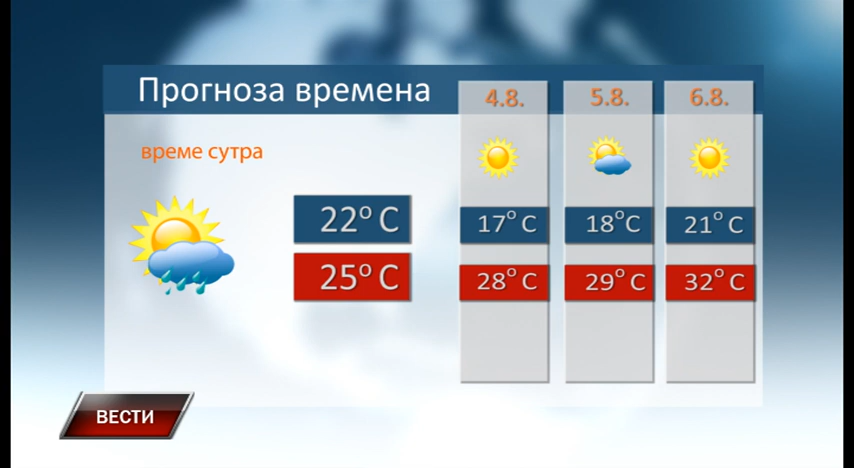 Прогноза времена
време сутра
22° C
25° C
4.8. 5.8. 6.8.
17° C 18°C 21° C
28° C 29° C 32° C
ВЕСТИ